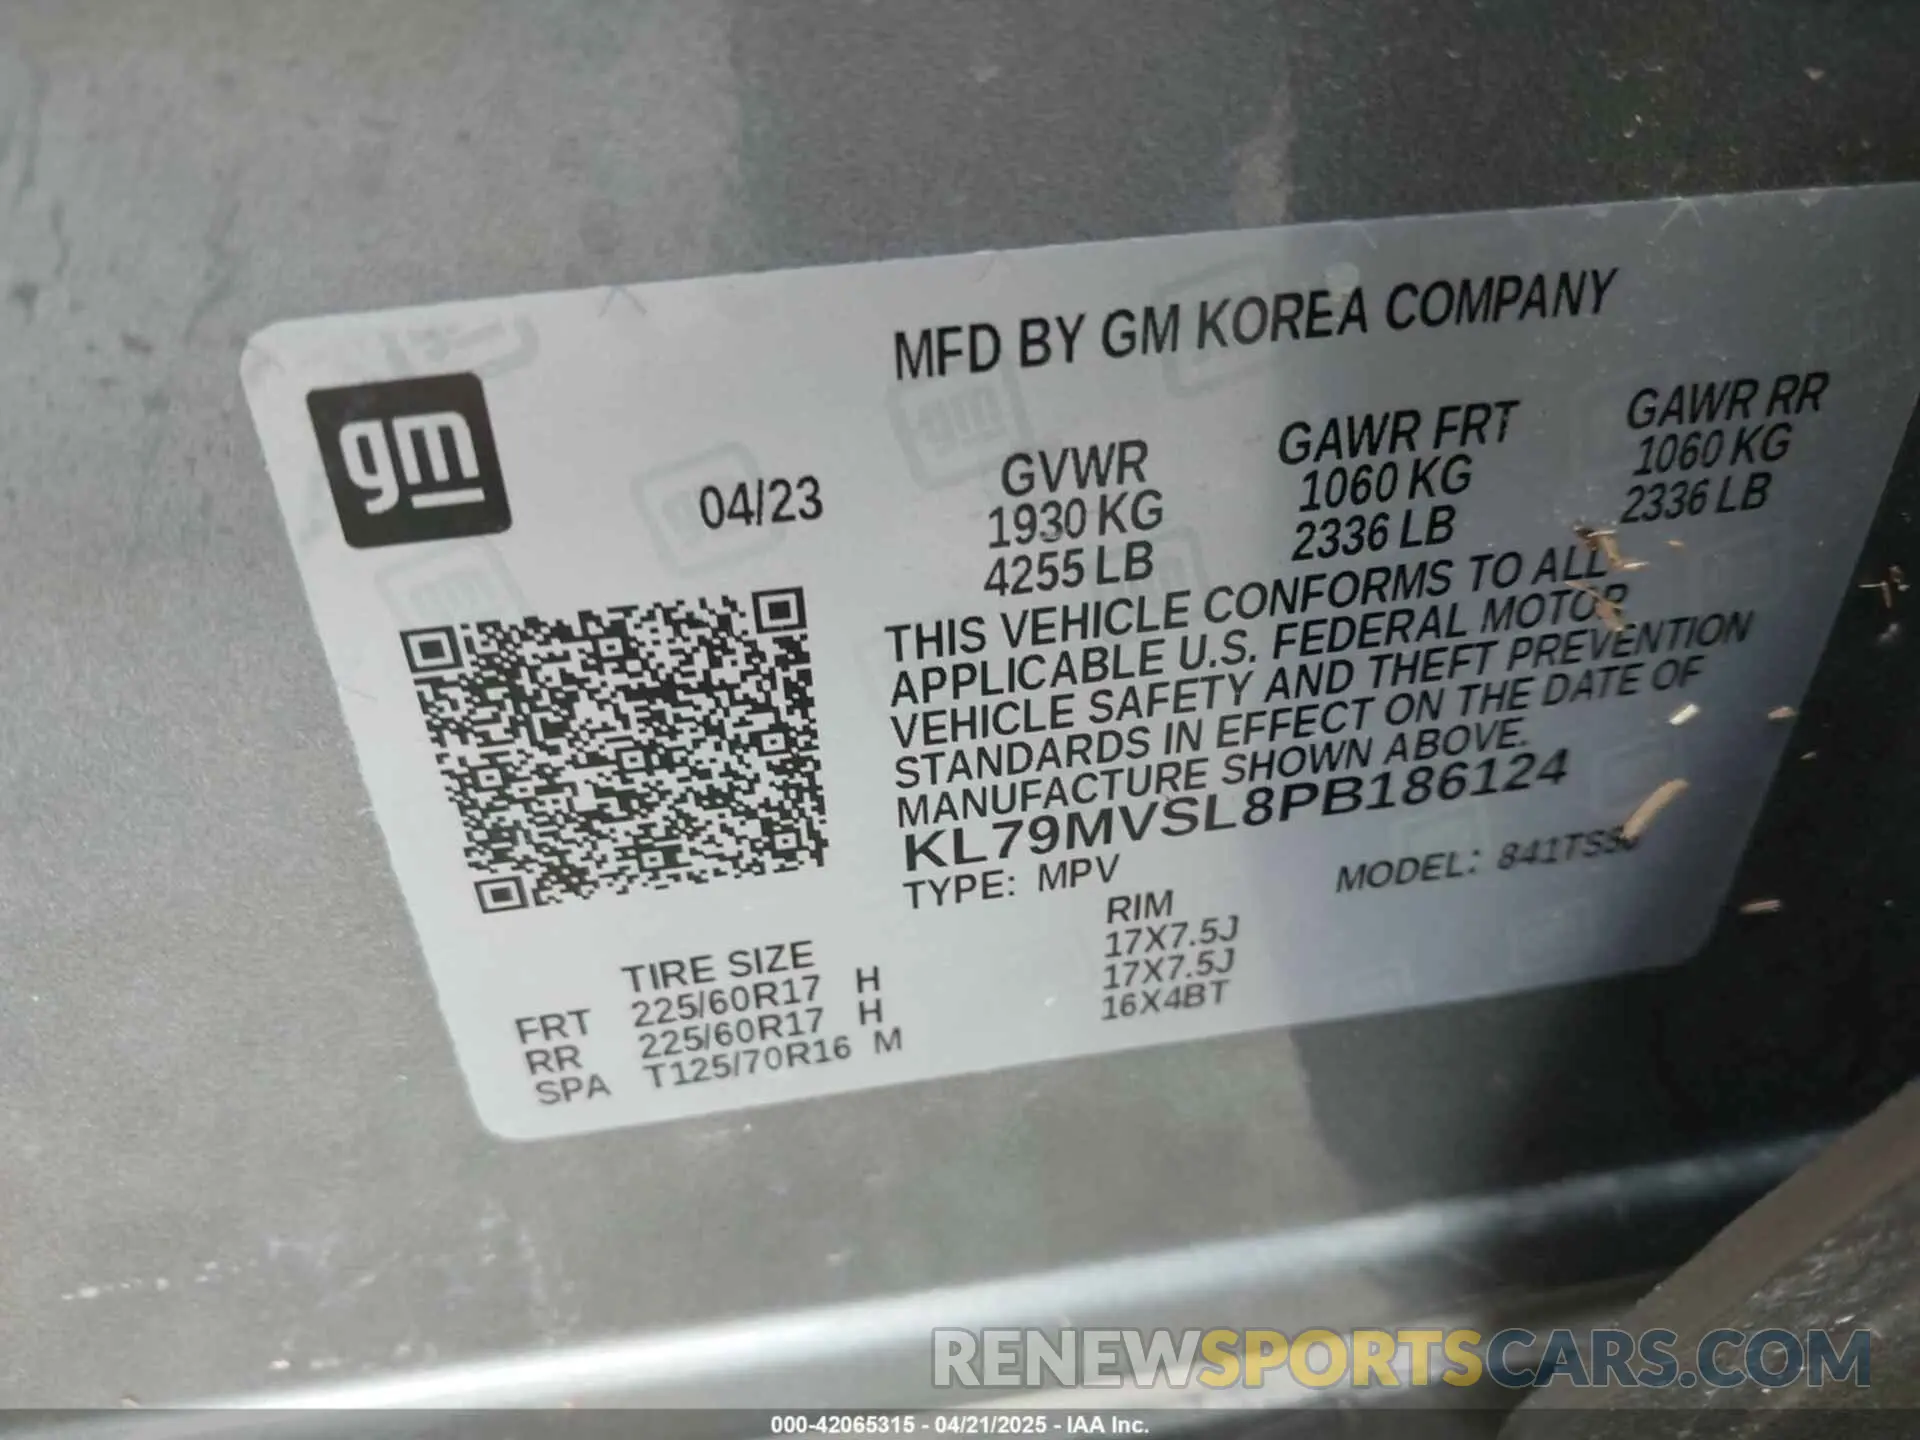 MFD BY GM KOREA COMPANY
gm
04/23
GVWR GAWR FRT GAWR RR
1930 KG 1060 KG 1060 KG
4255 LB 2336 LB 2336 LB
THIS VEHICLE CONFORMS TO ALL
APPLICABLE U.S. FEDERAL MOTOR
VEHICLE SAFETY AND THEFT PREVENTION
STANDARDS IN EFFECT ON THE DATE OF
MANUFACTURE SHOWN ABOVE.
KL79MVSL8PB186124
TYPE: MPV MODEL:
TIRE SIZE RIM
FRT 225/60R17 H 17X7.5J
RR 225/60R17 H 17X7.5J
SPA T125/70R16 M 16X4BT
RENEWSPORTSCARS.COM
000-42065315 - 04/21/2025 - IAA Inc.